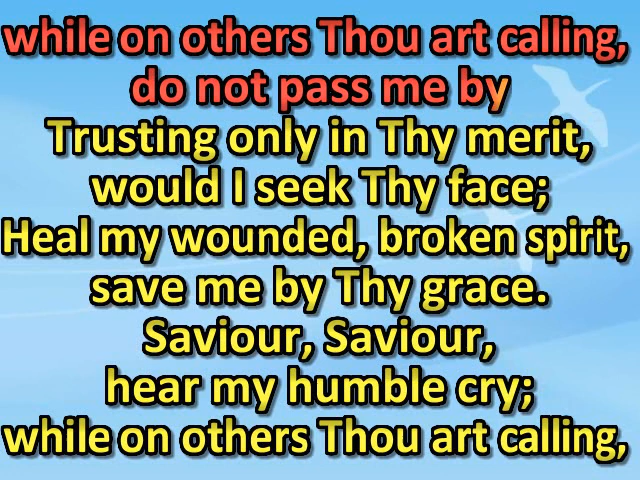 while on others Thou art calling,
do not pass me by
Trusting only in Thy merit,
would I seek Thy face;
Heal my wounded, broken spirit,
save me by Thy grace.
Saviour, Saviour,
hear my humble cry;
while on others Thou art calling,